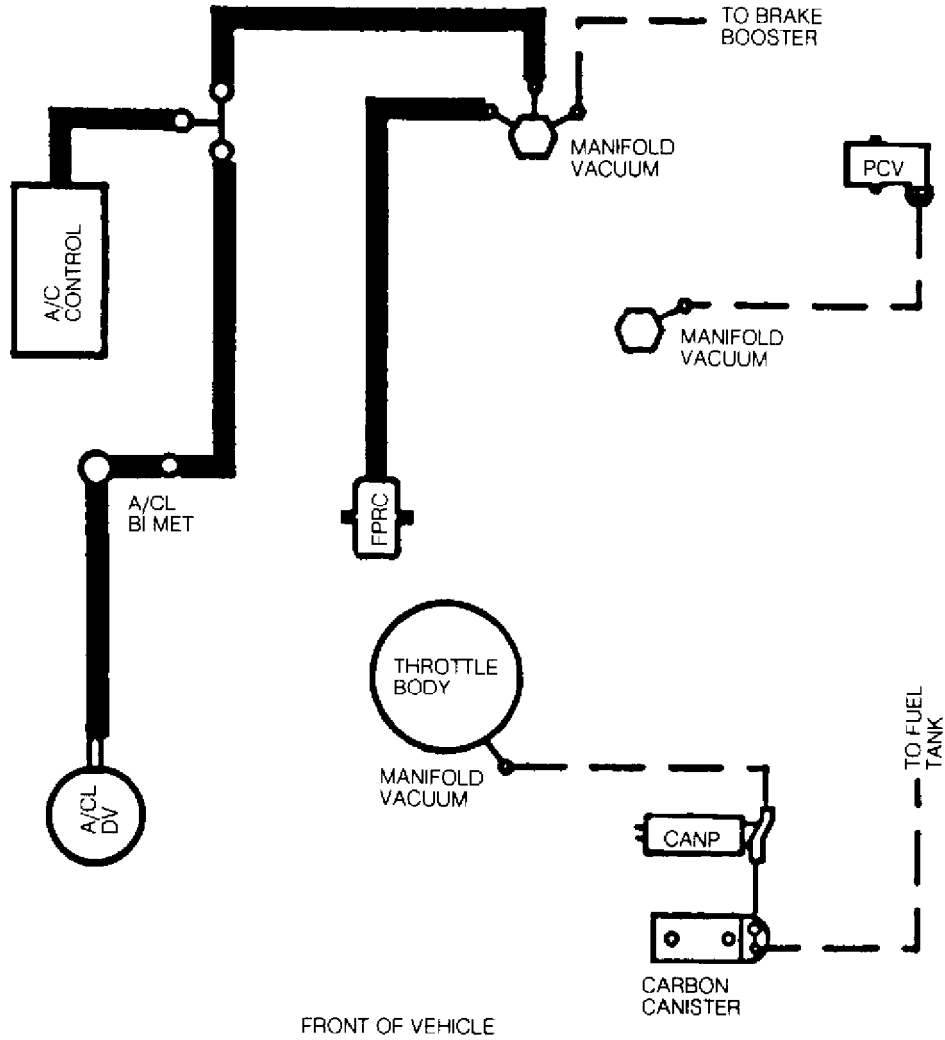 TO BRAKE
BOOSTER
MANIFOLD
VACUUM
PCV
A/C
CONTROL
MANIFOLD
VACUUM
A/CL
BI MET
FPRC
THROTTLE
BODY
TO FUEL
TANK
MANIFOLD
VACUUM
A/CL
DV
CANP
CARBON
CANISTER
FRONT OF VEHICLE